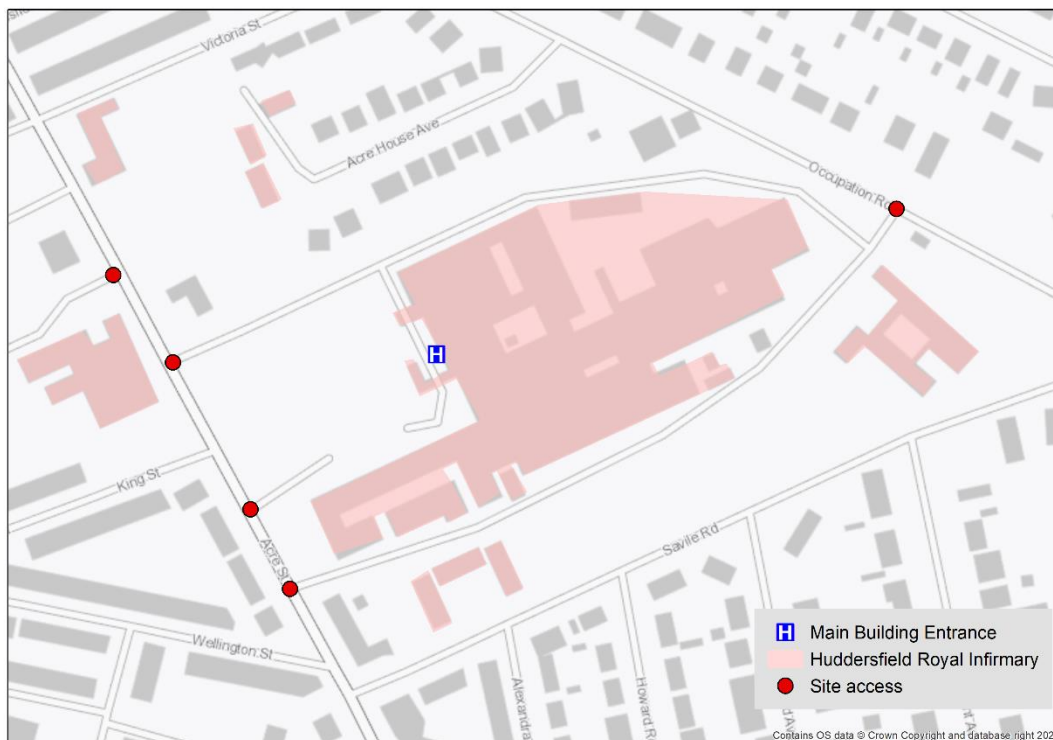 Victoria St
Acre House Ave
Occupation Rd
King St
Acre St
Saville Rd
Wellington St
Alexandra
Howard R
H
H Main Building Entrance
Huddersfield Royal Infirmary
Site access
Contains OS data © Crown Copyright and database right 202